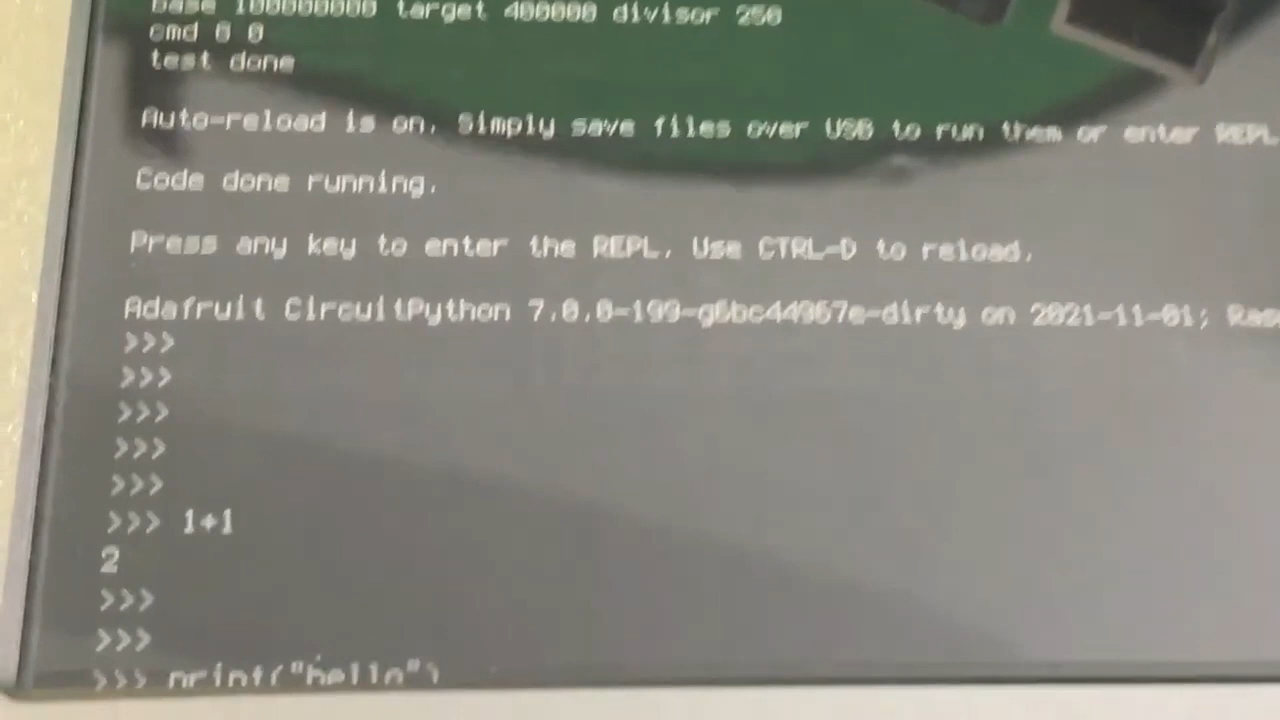 base 100000000 target 400000 divisor 250
cmd 0 0
test done
Auto-reload is on. Simply save files over USB to run them or enter REPL
Code done running.
Press any key to enter the REPL. Use CTRL-D to reload.
Adafruit CircuitPython 7.0.0-199-g6bc44967e-dirty on 2021-11-01;
>>>
>>>
>>>
>>>
>>>
>>> 1+1
2
>>>
>>>
>>> print("hello")